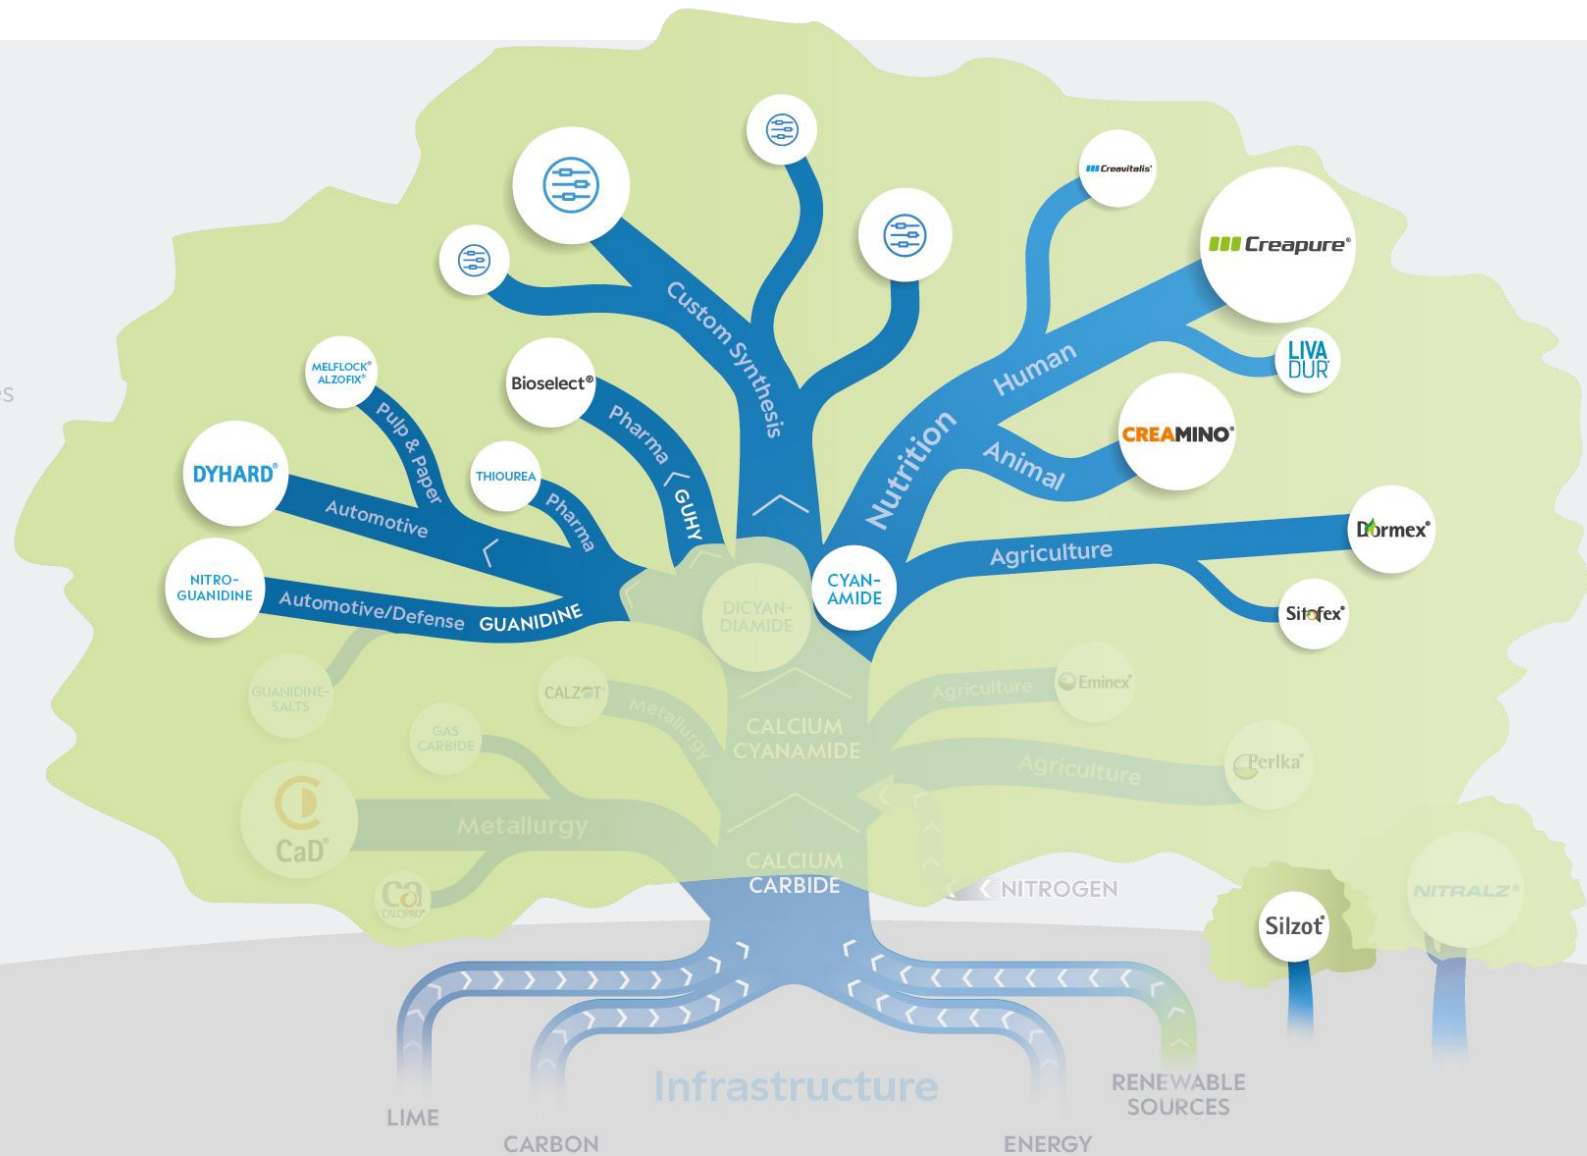 es
Creavitalis®
Creapure®
Custom Synthesis
LIVA
DUR®
Human
MELFLOCK®
ALZOFIX®
Bioselect®
Pulp & Paper
Pharma
GUHY
Nutrition
Animal
CREAMINO®
DYHARD®
THIOUREA
Pharma
Automotive
Agriculture
Dormex®
NITRO-
GUANIDINE
Automotive/Defense
GUANIDINE
DICYAN-
DIAMIDE
CYAN-
AMIDE
Sitofex®
GUANIDINE-
SALTS
CALZOT®
Metallurgy
Agriculture
Eminex®
GAS
CARBIDE
CALCIUM
CYANAMIDE
Agriculture
Perlka®
CaD®
Metallurgy
CALCIUM
CARBIDE
NITROGEN
Ca
CALCIPRO®
Silzot®
NITRALZ®
Infrastructure
LIME
CARBON
ENERGY
RENEWABLE
SOURCES